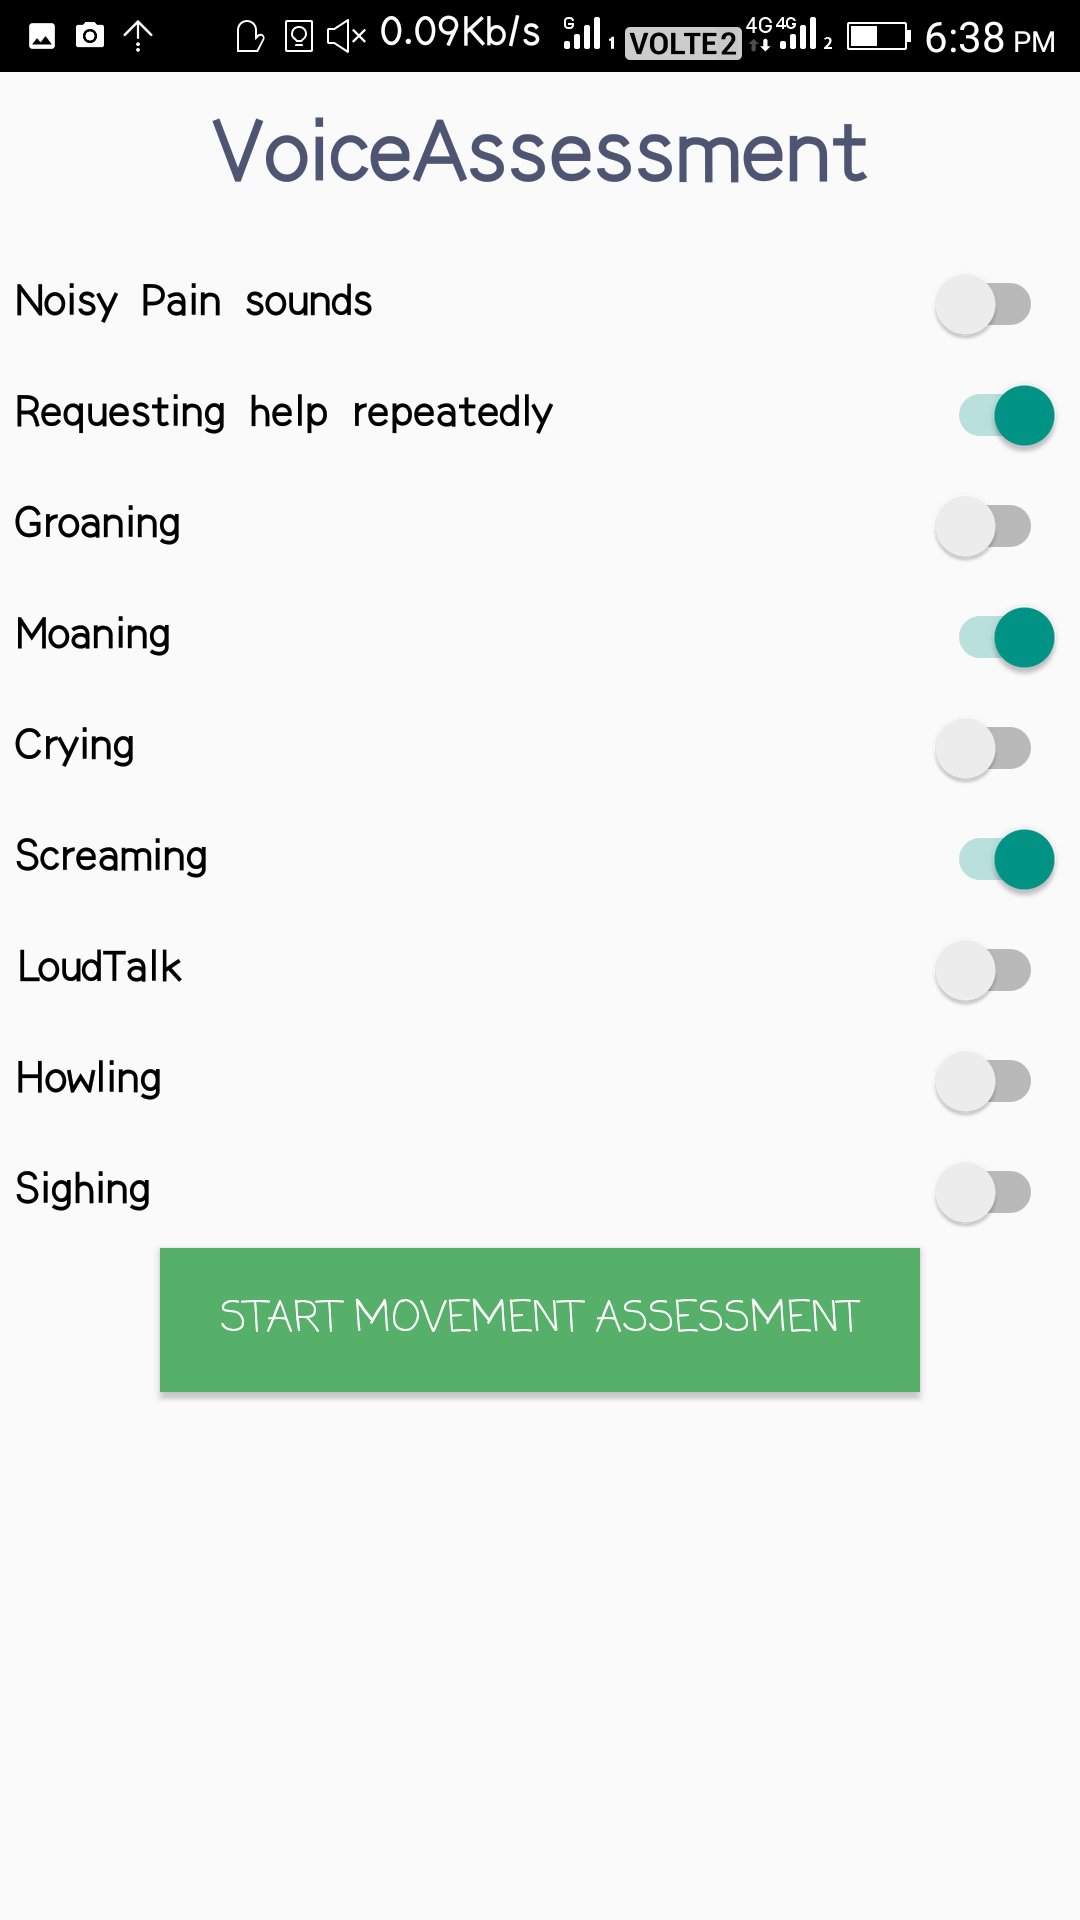 0.09Kb/s G 1 VOLTE 2 4G 4G 2 6:38 PM
VoiceAssessment
Noisy Pain sounds
Requesting help repeatedly
Groaning
Moaning
Crying
Screaming
LoudTalk
Howling
Sighing
START MOVEMENT ASSESSMENT